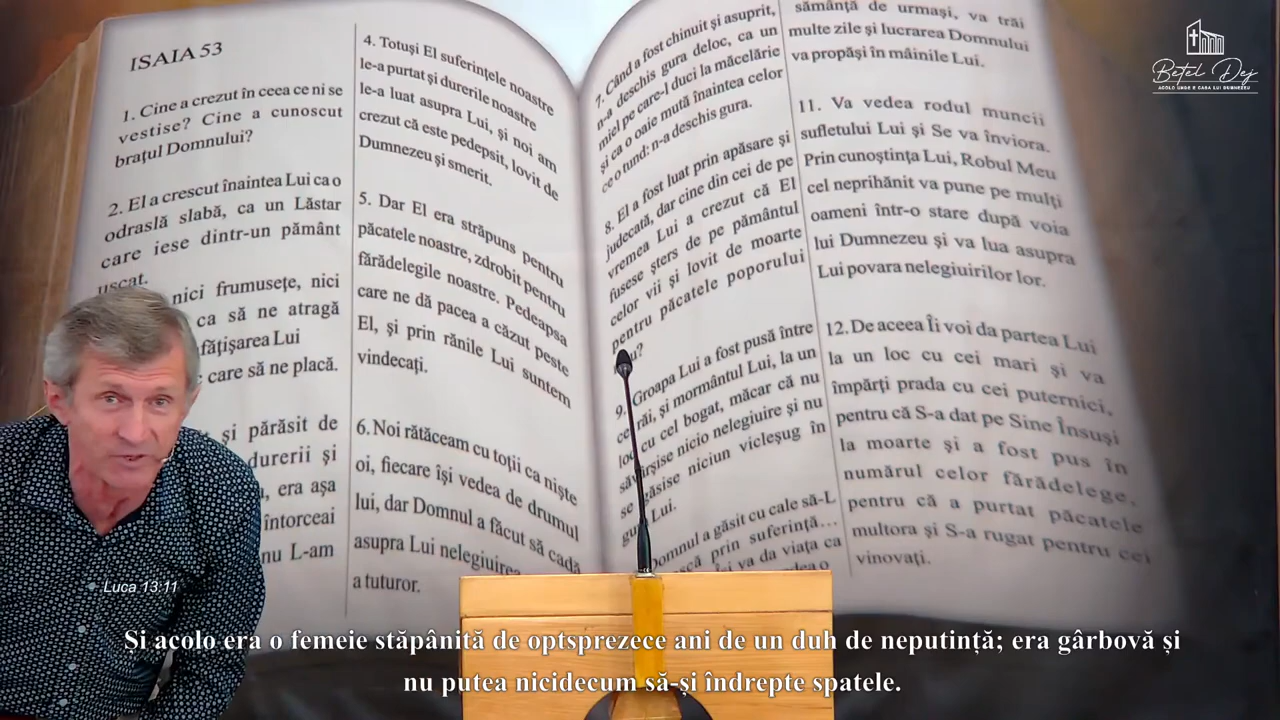 ISAIA 53
1. Cine a crezut în ceea ce ni se
vestise? Cine a cunoscut
brațul Domnului?
2. El a crescut înaintea Lui ca o
odraslă slabă, ca un Lăstar
care iese dintr-un pământ
uscat.
nici frumusețe, nici
ca să ne atragă
fățișarea Lui
care să ne placă.
și părăsit de
durerii și
era așa
întorceai
nu L-am
4. Totuși El suferințele noastre
le-a purtat și durerile noastre
le-a luat asupra Lui, și noi am
crezut că este pedepsit, lovit de
Dumnezeu și smerit.
5. Dar El era străpuns pentru
păcatele noastre, zdrobit pentru
fărădelegile noastre. Pedeapsa
care ne dă pacea a căzut peste
El, și prin rănile Lui suntem
vindecați.
6. Noi rătăceam cu toții ca niște
oi, fiecare își vedea de drumul
lui, dar Domnul a făcut să cadă
asupra Lui nelegiuirea
a tuturor.
7. Când a fost chinuit și asuprit,
n-a deschis gura deloc, ca un
miel pe care-l duci la măcelărie
și ca o oaie mută înaintea celor
ce o tund: n-a deschis gura.
8. El a fost luat prin apăsare și
judecată, dar cine din cei de pe
vremea Lui a crezut că El
fusese șters de pe pământul
celor vii și lovit de moarte
pentru păcatele poporului
9. Groapa Lui a fost pusă între
cei răi, și mormântul Lui, la un
loc cu cel bogat, măcar că nu
săvârșise nicio nelegiuire și nu
se găsise niciun vicleșug în
gura Lui.
Domnul a găsit cu cale să-L
prin suferință…
va da viața ca
sămânță de urmași, va trăi
multe zile și lucrarea Domnului
va propăși în mâinile Lui.
11. Va vedea rodul muncii
sufletului Lui și Se va înviora.
Prin cunoștința Lui, Robul Meu
cel neprihănit va pune pe mulți
oameni într-o stare după voia
lui Dumnezeu și va lua asupra
Lui povara nelegiuirilor lor.
12. De aceea Îi voi da partea Lui
la un loc cu cei mari și va
împărți prada cu cei puternici,
pentru că S-a dat pe Sine Însuși
la moarte și a fost pus în
numărul celor fărădelege,
pentru că a purtat păcatele
multora și S-a rugat pentru cei
vinovați.
Betel Dej
ACOLO UNDE E CASA LUI DUMNEZEU
Luca 13:11
Și acolo era o femeie stăpânită de optsprezece ani de un duh de neputință; era gârbovă și
nu putea nicidecum să-și îndrepte spatele.